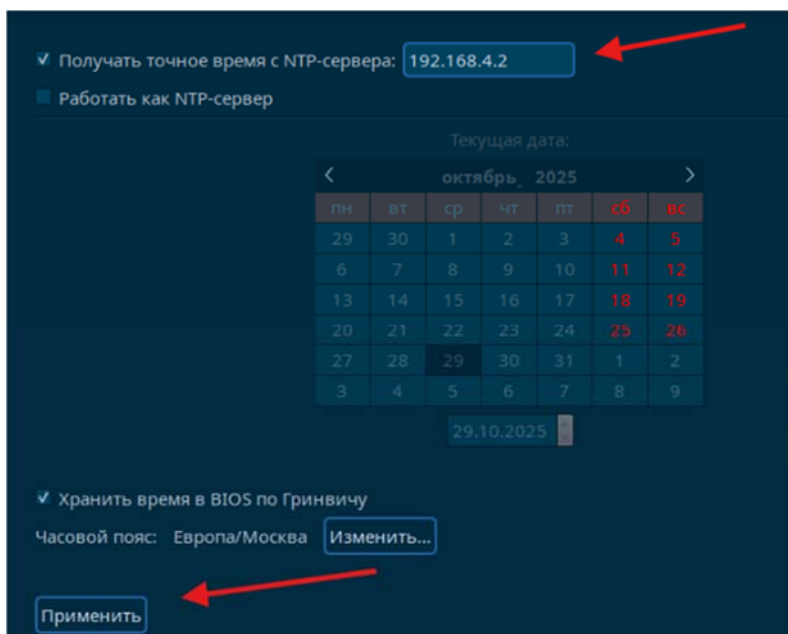 Получать точное время с NTP-сервера: 192.168.4.2
Работать как NTP-сервер
Текущая дата:
октябрь 2025
пн вт ср чт пт сб вс
29 30 1 2 3 4 5
6 7 8 9 10 11 12
13 14 15 16 17 18 19
20 21 22 23 24 25 26
27 28 29 30 31 1 2
3 4 5 6 7 8 9
29.10.2025
Хранить время в BIOS по Гринвичу
Часовой пояс: Европа/Москва Изменить...
Применить